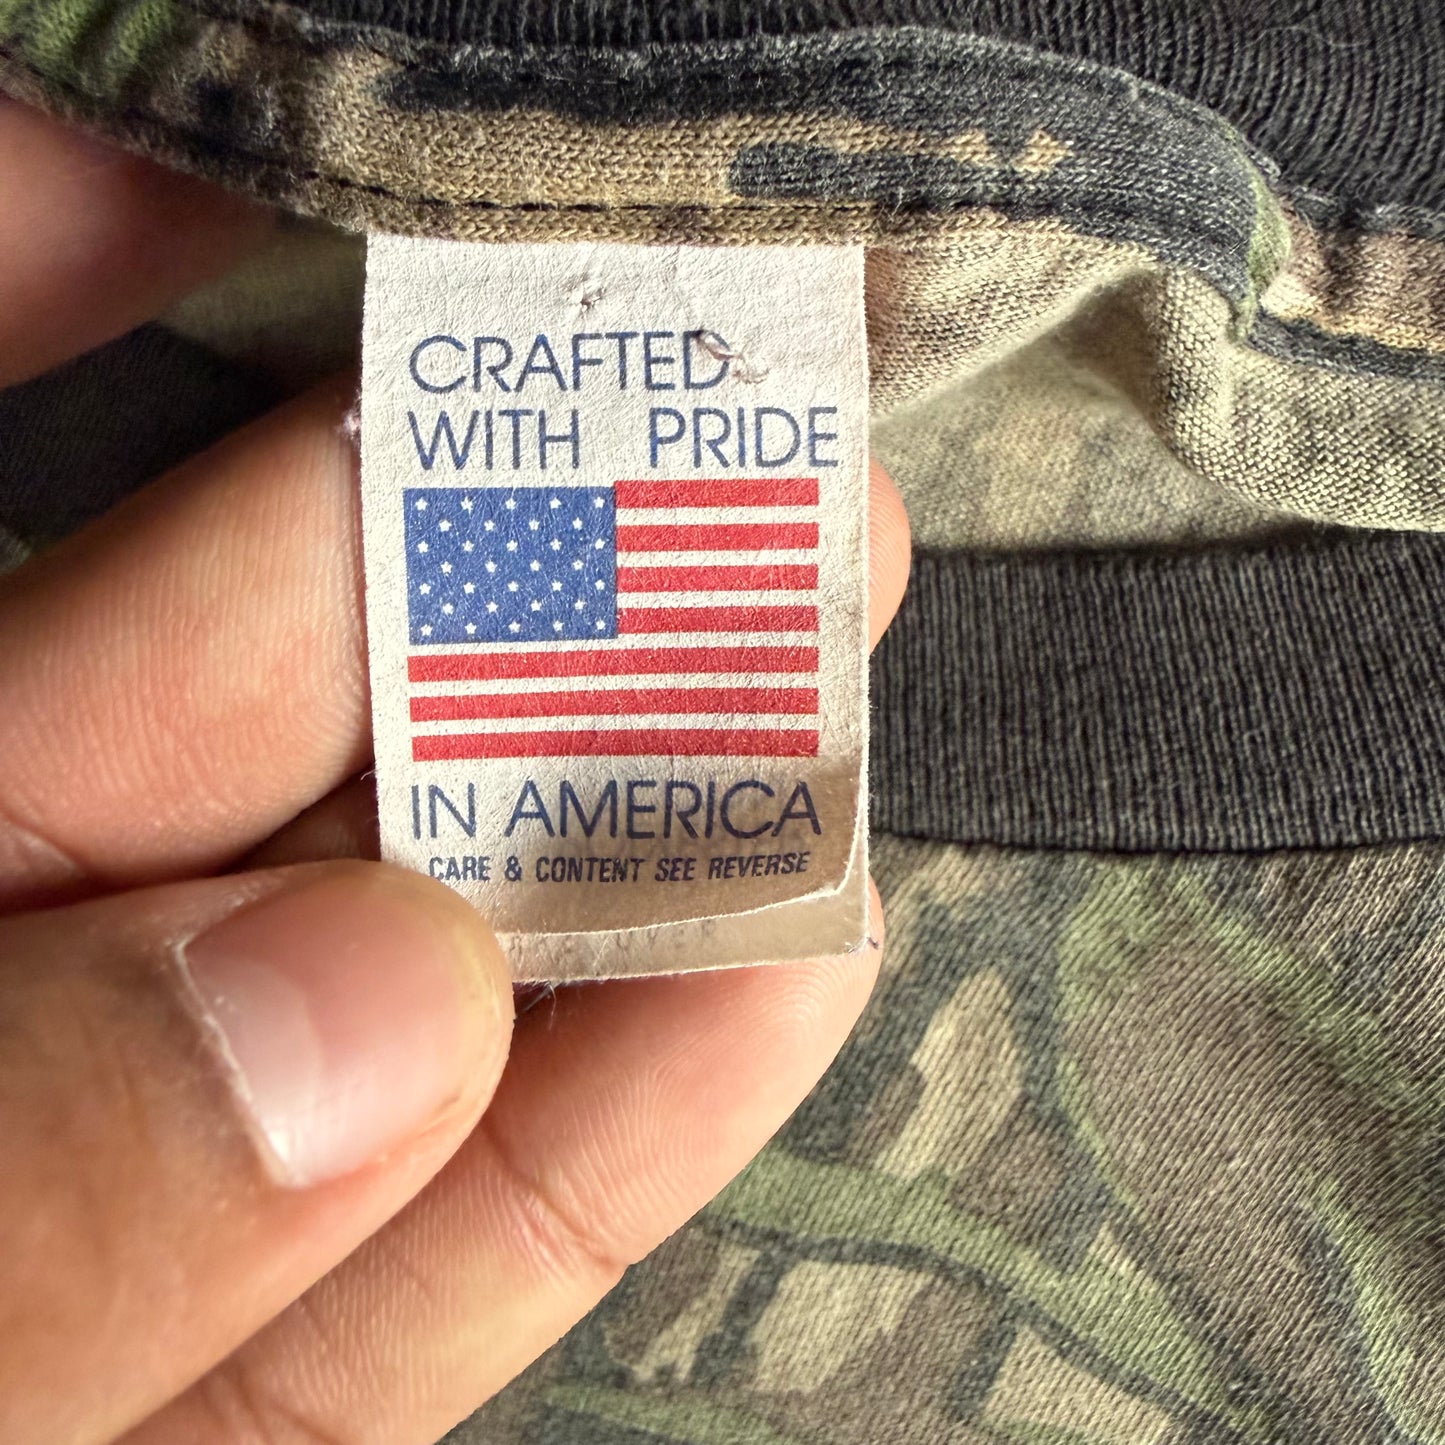 CRAFTED
WITH PRIDE
IN AMERICA
CARE & CONTENT SEE REVERSE